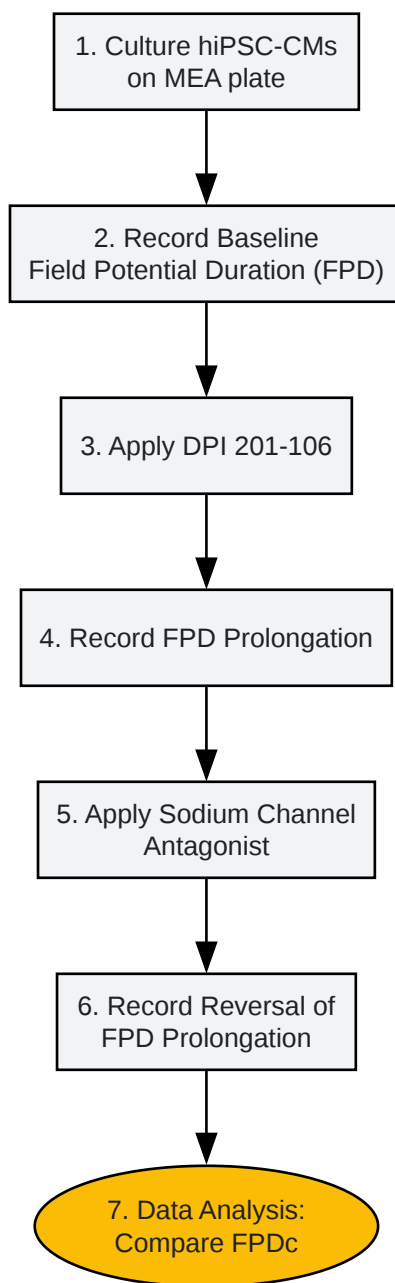 1. Culture hiPSC-CMs
on MEA plate
2. Record Baseline
Field Potential Duration (FPD)
3. Apply DPI 201-106
4. Record FPD Prolongation
5. Apply Sodium Channel
Antagonist
6. Record Reversal of
FPD Prolongation
7. Data Analysis:
Compare FPDc